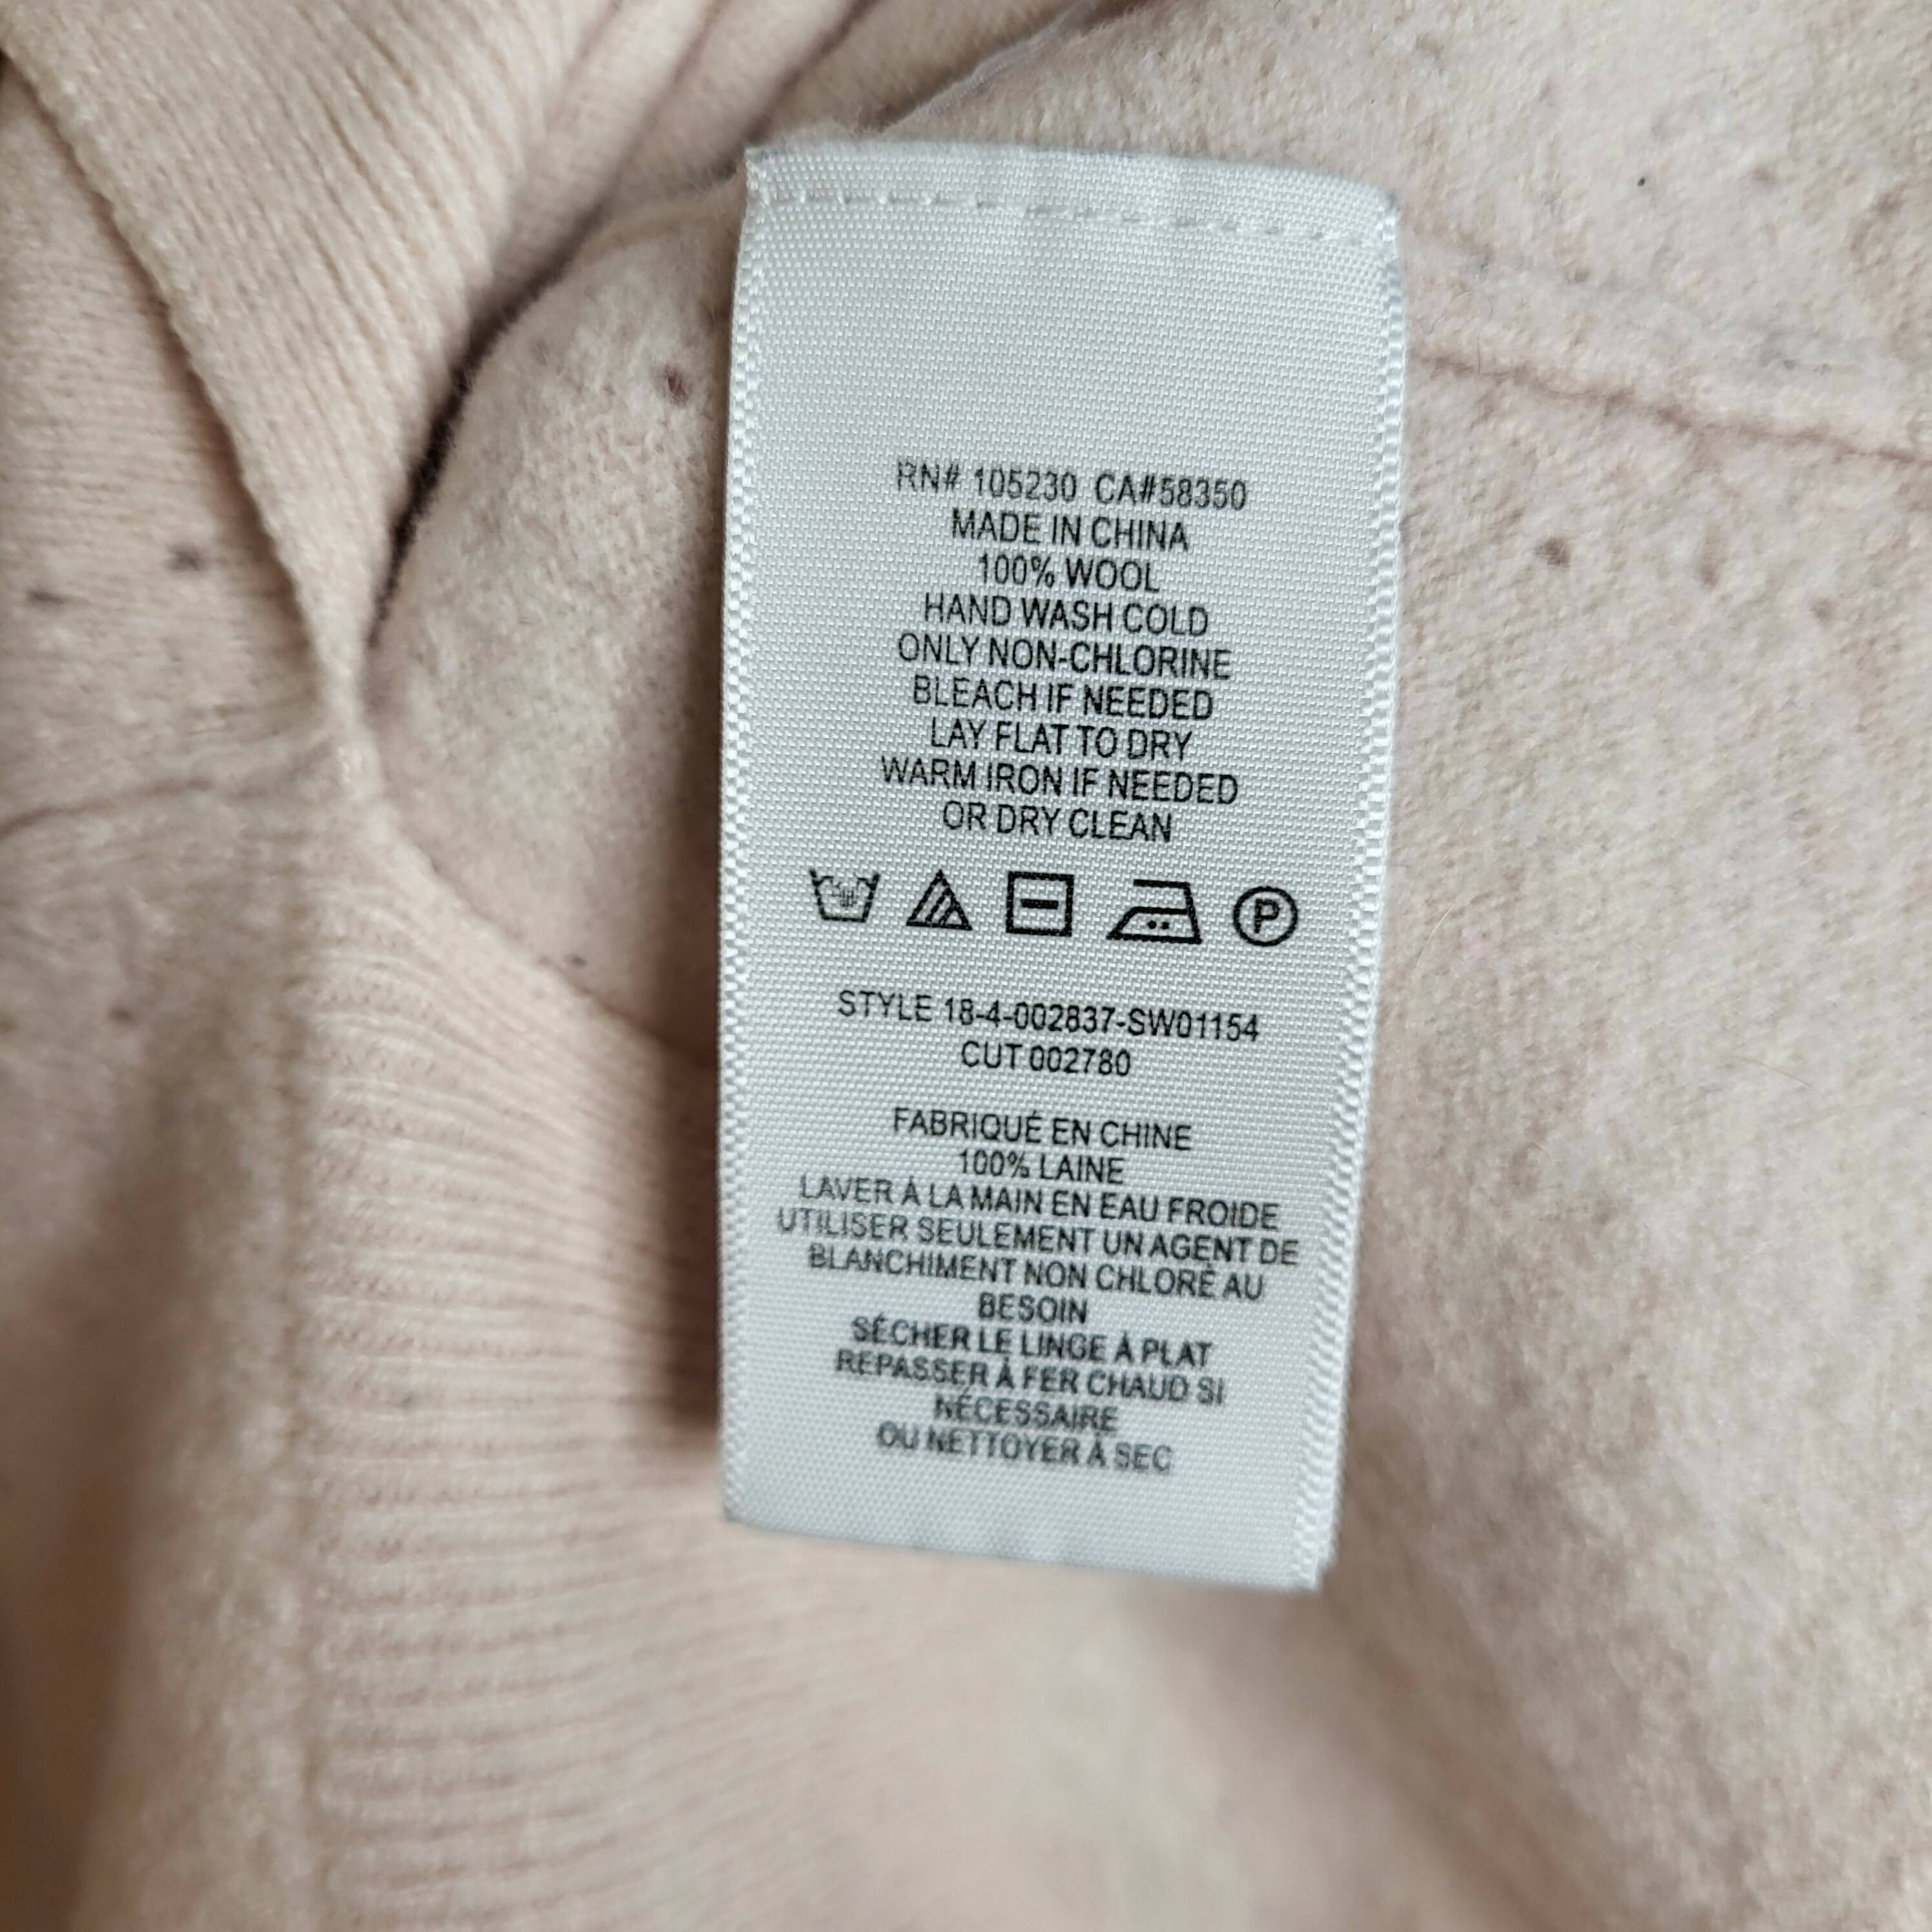 RN# 105230 CA#58350
MADE IN CHINA
100% WOOL
HAND WASH COLD
ONLY NON-CHLORINE
BLEACH IF NEEDED
LAY FLAT TO DRY
WARM IRON IF NEEDED
OR DRY CLEAN
P
STYLE 18-4-002837-SW01154
CUT 002780
FABRIQUÉ EN CHINE
100% LAINE
LAVER À LA MAIN EN EAU FROIDE
UTILISER SEULEMENT UN AGENT DE
BLANCHIMENT NON CHLORÉ AU
BESOIN
SÉCHER LE LINGE À PLAT
REPASSER À FER CHAUD SI
NÉCESSAIRE
OU NETTOYER À SEC